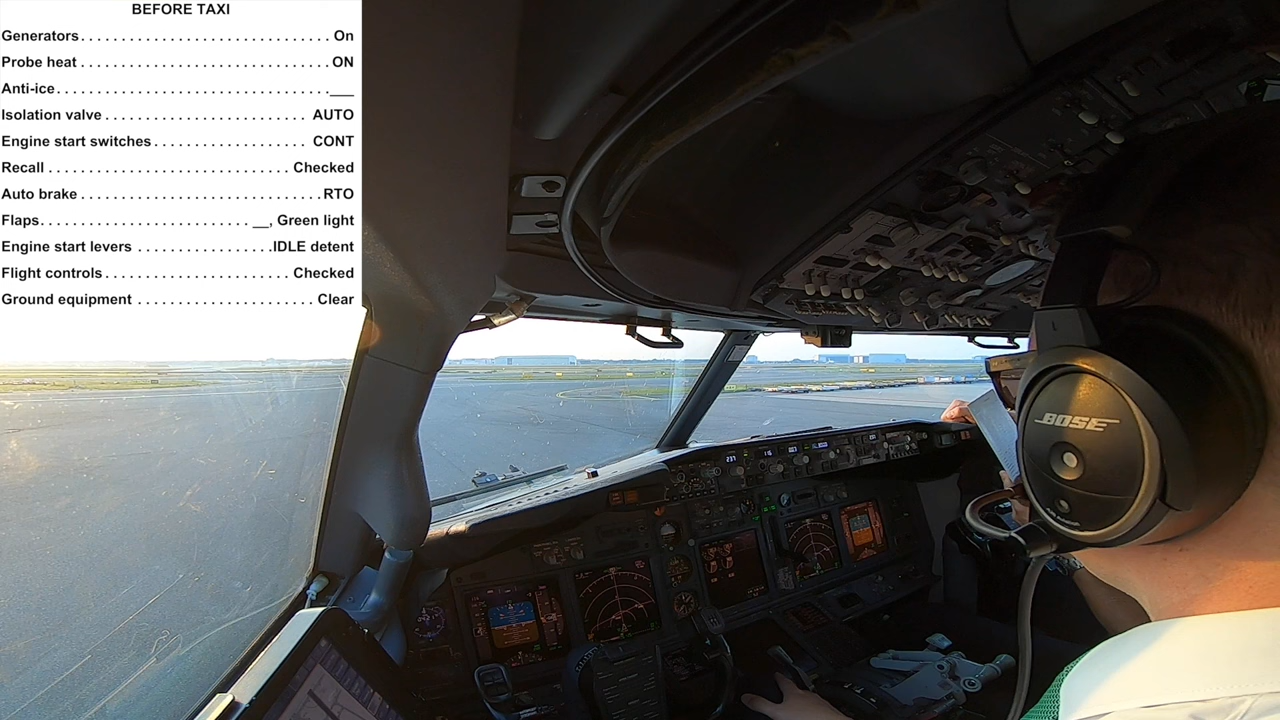 BEFORE TAXI
Generators . . . . . . . . . . . . . . . . . . . . . . . . . . . . . . . On
Probe heat . . . . . . . . . . . . . . . . . . . . . . . . . . . . . . . ON
Anti-ice . . . . . . . . . . . . . . . . . . . . . . . . . . . . . . . . . . ___
Isolation valve . . . . . . . . . . . . . . . . . . . . . . . . . AUTO
Engine start switches . . . . . . . . . . . . . . . . . . . CONT
Recall . . . . . . . . . . . . . . . . . . . . . . . . . . . . . . Checked
Auto brake . . . . . . . . . . . . . . . . . . . . . . . . . . . . . . RTO
Flaps . . . . . . . . . . . . . . . . . . . . . . . . . . __, Green light
Engine start levers . . . . . . . . . . . . . . . . . IDLE detent
Flight controls . . . . . . . . . . . . . . . . . . . . . . . Checked
Ground equipment . . . . . . . . . . . . . . . . . . . . . . Clear
BOSE